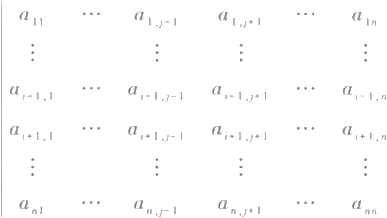 a₁₁ ⋯ a₁,ⱼ₋₁ a₁,ⱼ₊₁ ⋯ a₁ₙ
⋮ ⋮ ⋮ ⋮
aᵢ₋₁,₁ ⋯ aᵢ₋₁,ⱼ₋₁ aᵢ₋₁,ⱼ₊₁ ⋯ aᵢ₋₁,ₙ
aᵢ₊₁,₁ ⋯ aᵢ₊₁,ⱼ₋₁ aᵢ₊₁,ⱼ₊₁ ⋯ aᵢ₊₁,ₙ
⋮ ⋮ ⋮ ⋮
aₙ₁ ⋯ aₙ,ⱼ₋₁ aₙ,ⱼ₊₁ ⋯ aₙₙ